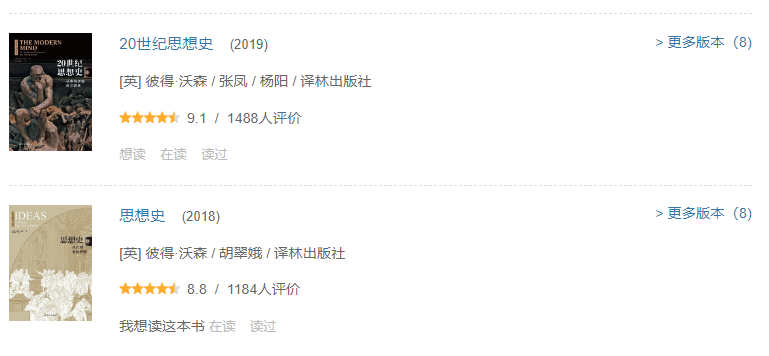 THE MODERN
MIND
20世纪
思想史
20世纪思想史 (2019)
> 更多版本（8）
[英] 彼得·沃森 / 张凤 / 杨阳 / 译林出版社
9.1 / 1488人评价
想读 在读 读过
IDEAS
思想史
思想史 (2018)
> 更多版本（8）
[英] 彼得·沃森 / 胡翠娥 / 译林出版社
8.8 / 1184人评价
我想读这本书 在读 读过